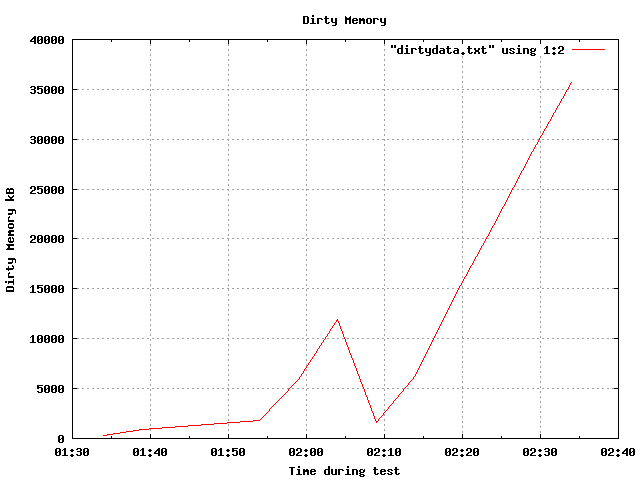 Dirty Memory
"dirtydata.txt" using 1:2
40000
35000
30000
25000
20000
15000
10000
5000
0
Dirty Memory kB
01:30 01:40 01:50 02:00 02:10 02:20 02:30 02:40
Time during test